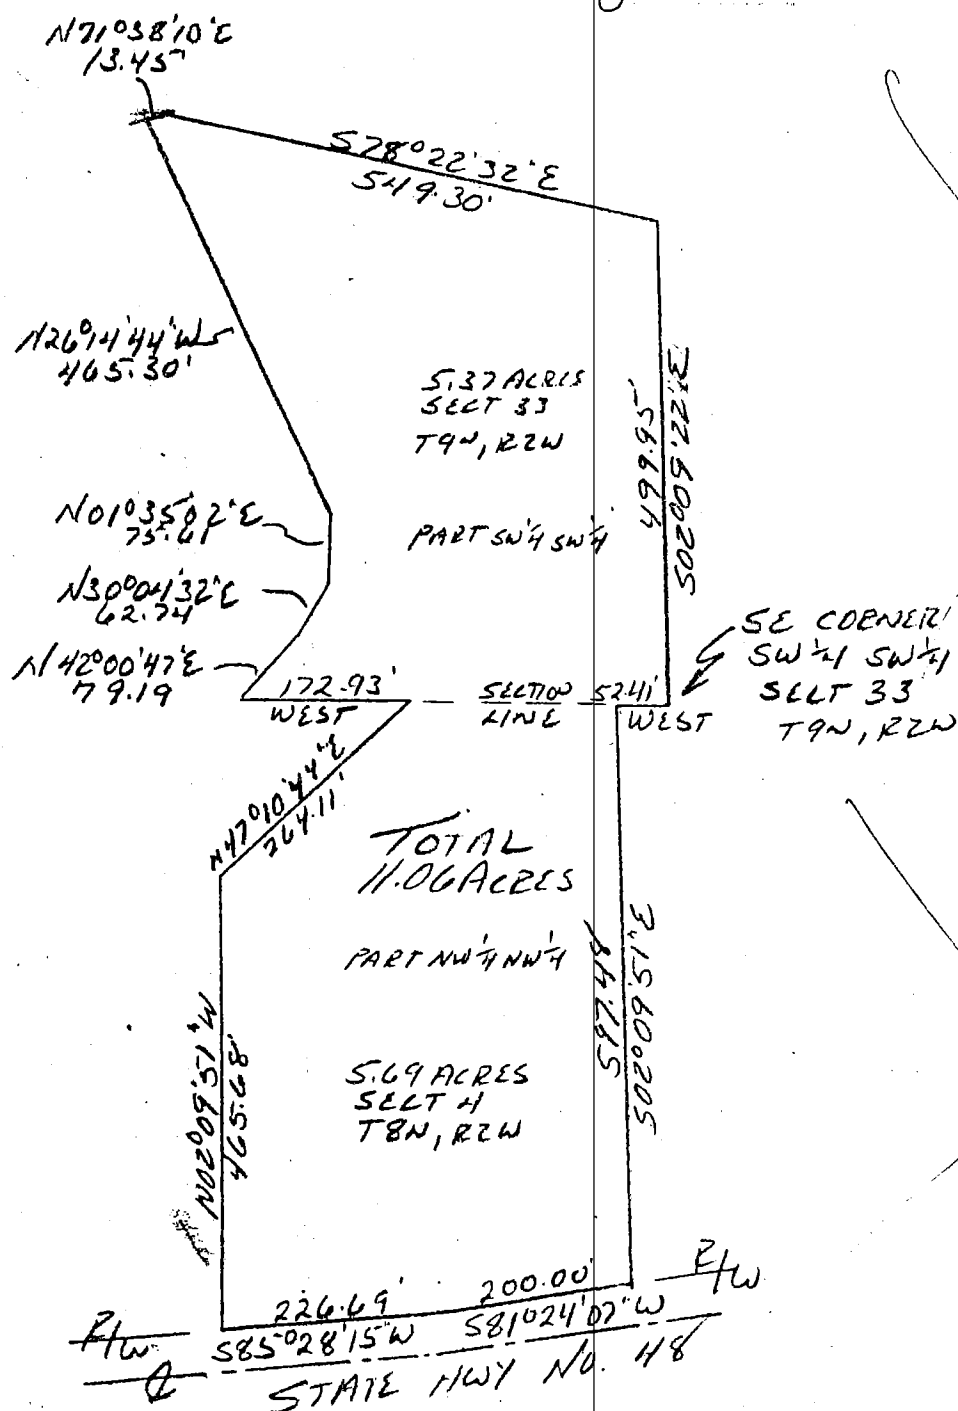 N71°38'10"E
13.45'
S78°22'32"E
549.30'
N26°14'44"W
465.30'
5.37 ACRES
SECT 33
T9N, R2W
499.95'
S02°09'22"E
N01°35'02"E
75.61
PART SW¼ SW¼
N30°04'32"E
62.74
N42°00'47"E
79.19
172.93'
WEST
SECTION
LINE
52.41'
WEST
SE CORNER
SW¼ SW¼
SECT 33
T9N, R2W
N47°10'44"E
264.11'
TOTAL
11.06 ACRES
PART NW¼ NW¼
597.48
S02°09'51"E
N02°09'51"W
465.68'
5.69 ACRES
SECT 4
T8N, R2W
226.69'
200.00'
R/W
R/W
S85°28'15"W
S81°24'07"W
℄
STATE HWY NO. 48